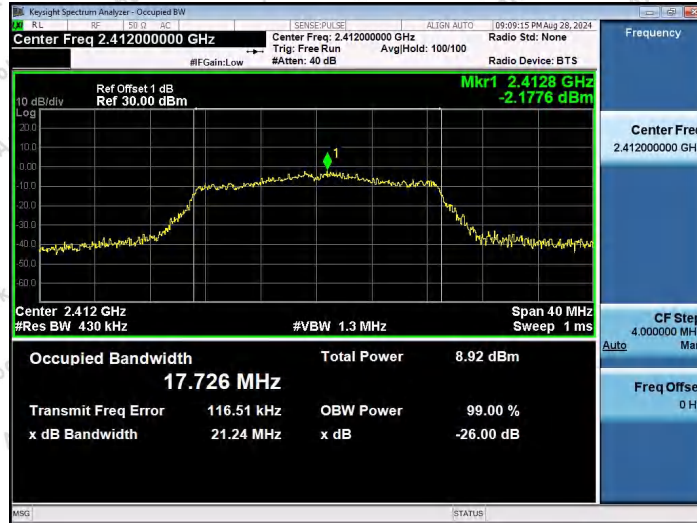 Keysight Spectrum Analyzer - Occupied BW
RL RF 50 Ω AC SENSE:PULSE ALIGN AUTO 09:09:15 PM Aug 28, 2024
Center Freq 2.412000000 GHz
Center Freq: 2.412000000 GHz
Radio Std: None
Trig: Free Run Avg|Hold: 100/100
#IFGain:Low #Atten: 40 dB Radio Device: BTS
Frequency
Ref Offset 1 dB
10 dB/div Ref 30.00 dBm
Mkr1 2.4128 GHz
-2.1776 dBm
Log
20.0
10.0
0.00
-10.0
-20.0
-30.0
-40.0
-50.0
-60.0
1
Center 2.412 GHz Span 40 MHz
#Res BW 430 kHz #VBW 1.3 MHz Sweep 1 ms
Center Fre
2.412000000 GH
CF Step
4.000000 MH
Auto Ma
Freq Offse
0 H
Occupied Bandwidth Total Power 8.92 dBm
17.726 MHz
Transmit Freq Error 116.51 kHz OBW Power 99.00 %
x dB Bandwidth 21.24 MHz x dB -26.00 dB
MSG STATUS